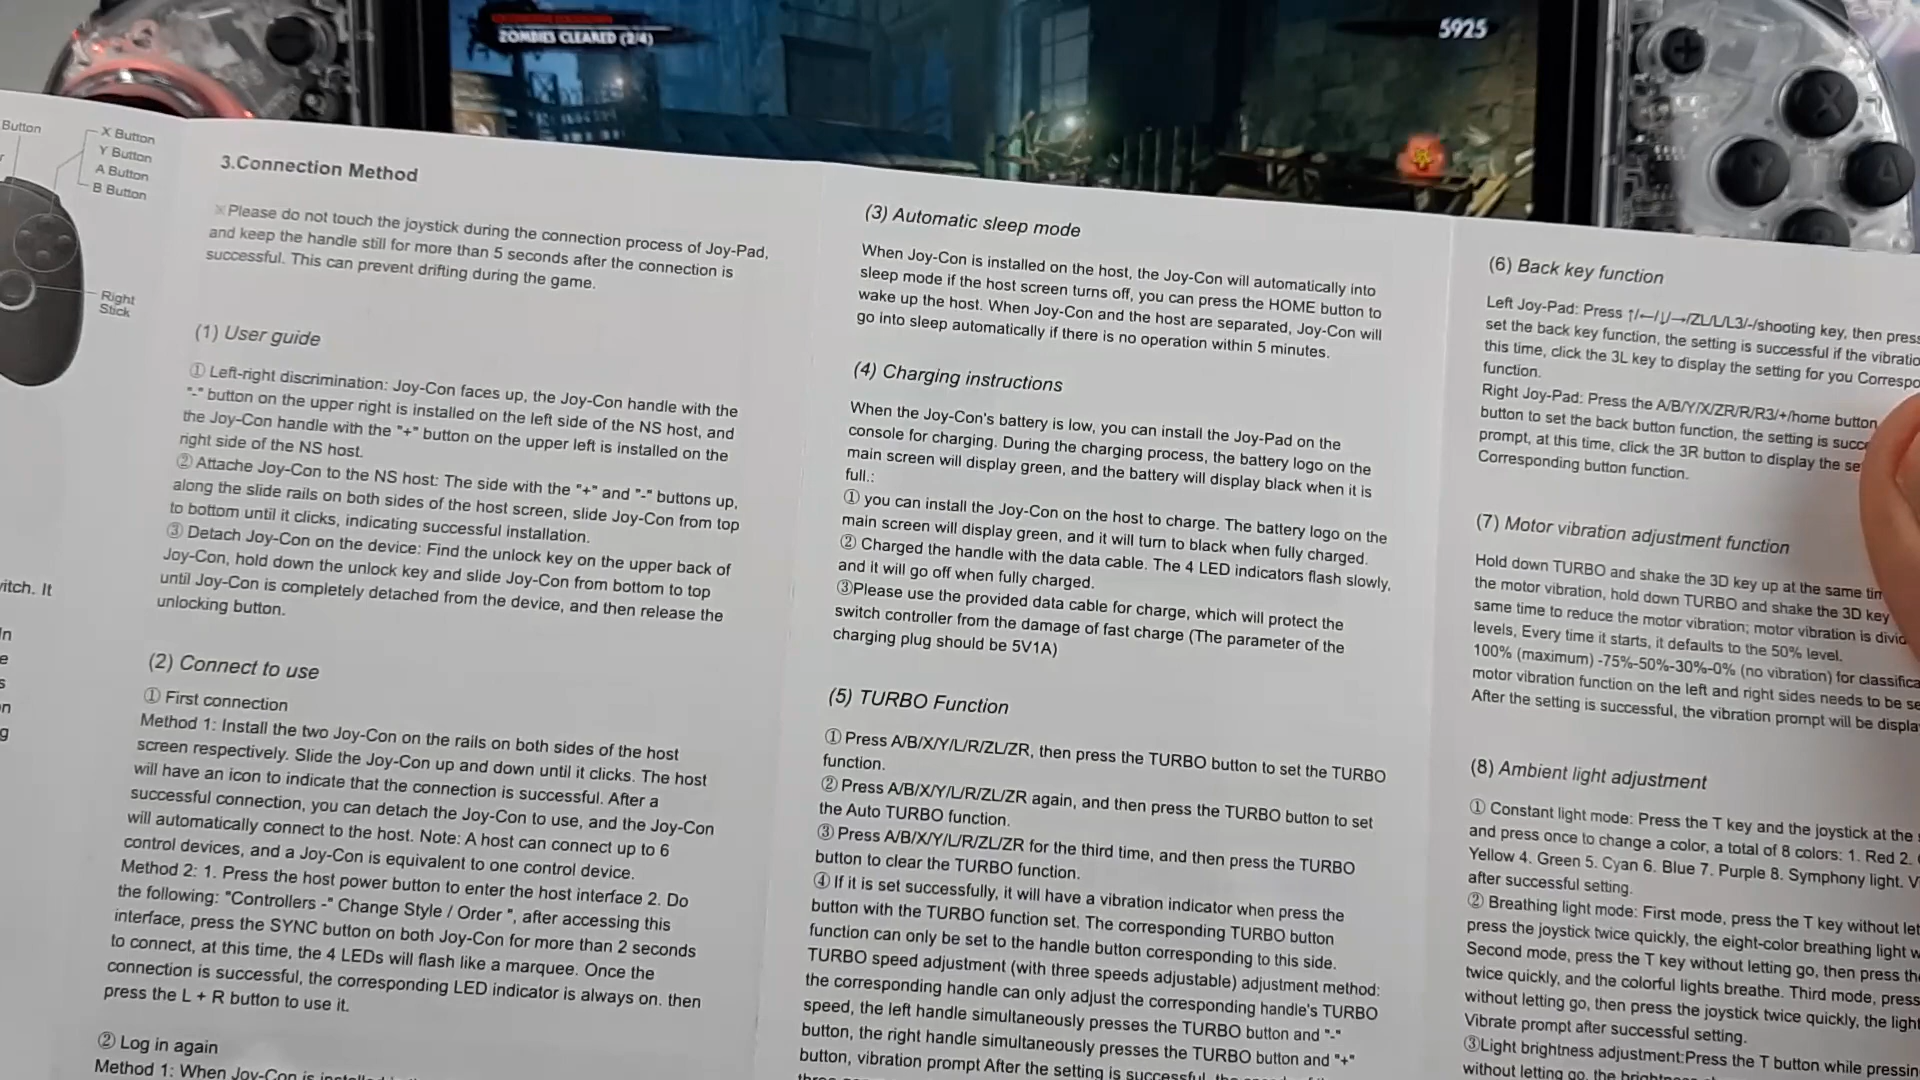 ZOMBIES CLEARED (2/4)
5925
Button
X Button
Y Button
A Button
B Button
Right
Stick
3.Connection Method
※Please do not touch the joystick during the connection process of Joy-Pad,
and keep the handle still for more than 5 seconds after the connection is
successful. This can prevent drifting during the game.
(1) User guide
① Left-right discrimination: Joy-Con faces up, the Joy-Con handle with the
"-" button on the upper right is installed on the left side of the NS host, and
the Joy-Con handle with the "+" button on the upper left is installed on the
right side of the NS host.
② Attache Joy-Con to the NS host: The side with the "+" and "-" buttons up,
along the slide rails on both sides of the host screen, slide Joy-Con from top
to bottom until it clicks, indicating successful installation.
③ Detach Joy-Con on the device: Find the unlock key on the upper back of
Joy-Con, hold down the unlock key and slide Joy-Con from bottom to top
until Joy-Con is completely detached from the device, and then release the
unlocking button.
(2) Connect to use
① First connection
Method 1: Install the two Joy-Con on the rails on both sides of the host
screen respectively. Slide the Joy-Con up and down until it clicks. The host
will have an icon to indicate that the connection is successful. After a
successful connection, you can detach the Joy-Con to use, and the Joy-Con
will automatically connect to the host. Note: A host can connect up to 6
control devices, and a Joy-Con is equivalent to one control device.
Method 2: 1. Press the host power button to enter the host interface 2. Do
the following: "Controllers -" Change Style / Order ", after accessing this
interface, press the SYNC button on both Joy-Con for more than 2 seconds
to connect, at this time, the 4 LEDs will flash like a marquee. Once the
connection is successful, the corresponding LED indicator is always on. then
press the L + R button to use it.
② Log in again
Method 1: When Joy-Con is
(3) Automatic sleep mode
When Joy-Con is installed on the host, the Joy-Con will automatically into
sleep mode if the host screen turns off, you can press the HOME button to
wake up the host. When Joy-Con and the host are separated, Joy-Con will
go into sleep automatically if there is no operation within 5 minutes.
(4) Charging instructions
When the Joy-Con's battery is low, you can install the Joy-Pad on the
console for charging. During the charging process, the battery logo on the
main screen will display green, and the battery will display black when it is
full.:
① you can install the Joy-Con on the host to charge. The battery logo on the
main screen will display green, and it will turn to black when fully charged.
② Charged the handle with the data cable. The 4 LED indicators flash slowly,
and it will go off when fully charged.
③Please use the provided data cable for charge, which will protect the
switch controller from the damage of fast charge (The parameter of the
charging plug should be 5V1A)
(5) TURBO Function
① Press A/B/X/Y/L/R/ZL/ZR, then press the TURBO button to set the TURBO
function.
② Press A/B/X/Y/L/R/ZL/ZR again, and then press the TURBO button to set
the Auto TURBO function.
③ Press A/B/X/Y/L/R/ZL/ZR for the third time, and then press the TURBO
button to clear the TURBO function.
④ If it is set successfully, it will have a vibration indicator when press the
button with the TURBO function set. The corresponding TURBO button
function can only be set to the handle button corresponding to this side.
TURBO speed adjustment (with three speeds adjustable) adjustment method:
the corresponding handle can only adjust the corresponding handle's TURBO
speed, the left handle simultaneously presses the TURBO button and "-"
button, the right handle simultaneously presses the TURBO button and "+"
button, vibration prompt After the setting is successful, the
(6) Back key function
Left Joy-Pad: Press ↑/←/↓/→/ZL/L/L3/-/shooting key, then press
set the back key function, the setting is successful if the
this time, click the 3L key to display the setting for you
function.
Right Joy-Pad: Press the A/B/Y/X/ZR/R/R3/+/home button
button to set the back button function, the setting is
prompt, at this time, click the 3R button to display the
Corresponding button function.
(7) Motor vibration adjustment function
Hold down TURBO and shake the 3D key up at the same
the motor vibration, hold down TURBO and shake the 3D key
same time to reduce the motor vibration; motor vibration is
levels, Every time it starts, it defaults to the 50% level.
100% (maximum) -75%-50%-30%-0% (no vibration) for
motor vibration function on the left and right sides needs to be
After the setting is successful, the vibration prompt will be
(8) Ambient light adjustment
① Constant light mode: Press the T key and the joystick at the
and press once to change a color, a total of 8 colors: 1. Red 2.
Yellow 4. Green 5. Cyan 6. Blue 7. Purple 8. Symphony light.
after successful setting.
② Breathing light mode: First mode, press the T key without
press the joystick twice quickly, the eight-color breathing light
Second mode, press the T key without letting go, then press the
twice quickly, and the colorful lights breathe. Third mode, press
without letting go, then press the joystick twice quickly, the
Vibrate prompt after successful setting.
③Light brightness adjustment:Press the T button while
without letting go, the